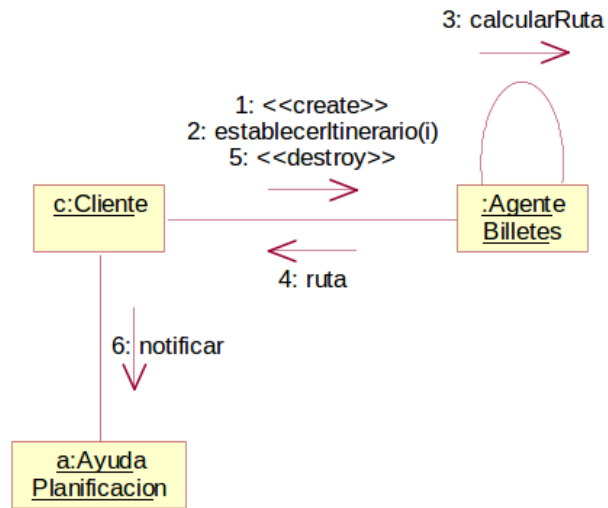 3: calcularRuta
1: <<create>>
2: establecerItinerario(i)
5: <<destroy>>
c:Cliente
:Agente
Billetes
4: ruta
6: notificar
a:Ayuda
Planificacion